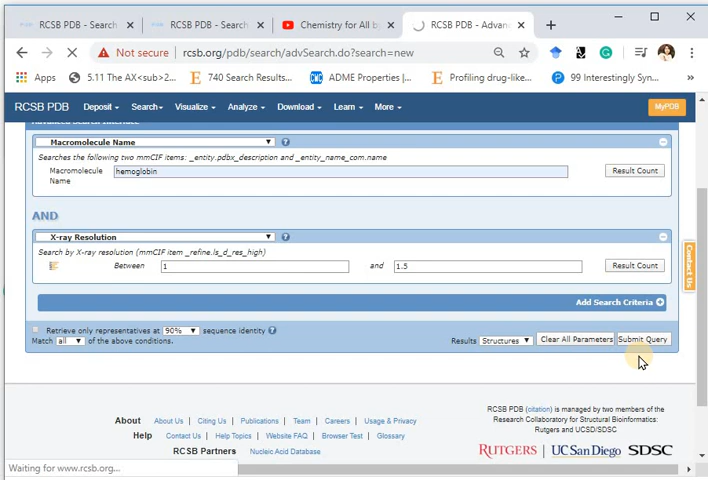 RCSB PDB - Search
RCSB PDB - Search
Chemistry for All by
RCSB PDB - Advan
Not secure | rcsb.org/pdb/search/advSearch.do?search=new
Apps 5.11 The AX<sub>2... 740 Search Results... ADME Properties |... Profiling drug-like... 99 Interestingly Syn...
RCSB PDB Deposit Search Visualize Analyze Download Learn More MyPDB
Advanced Search Interface
Macromolecule Name ?
Searches the following two mmCIF items: _entity.pdbx_description and _entity_name_com.name
Macromolecule Name hemoglobin Result Count
AND
X-ray Resolution ?
Search by X-ray resolution (mmCIF item _refine.ls_d_res_high)
Between 1 and 1.5 Result Count
Add Search Criteria
Retrieve only representatives at 90% sequence identity ?
Match all of the above conditions.
Results Structures Clear All Parameters Submit Query
Contact Us
About About Us Citing Us Publications Team Careers Usage & Privacy
Help Contact Us Help Topics Website FAQ Browser Test Glossary
RCSB Partners Nucleic Acid Database
RCSB PDB (citation) is managed by two members of the
Research Collaboratory for Structural Bioinformatics:
Rutgers and UCSD/SDSC
RUTGERS UC San Diego SDSC
Waiting for www.rcsb.org...